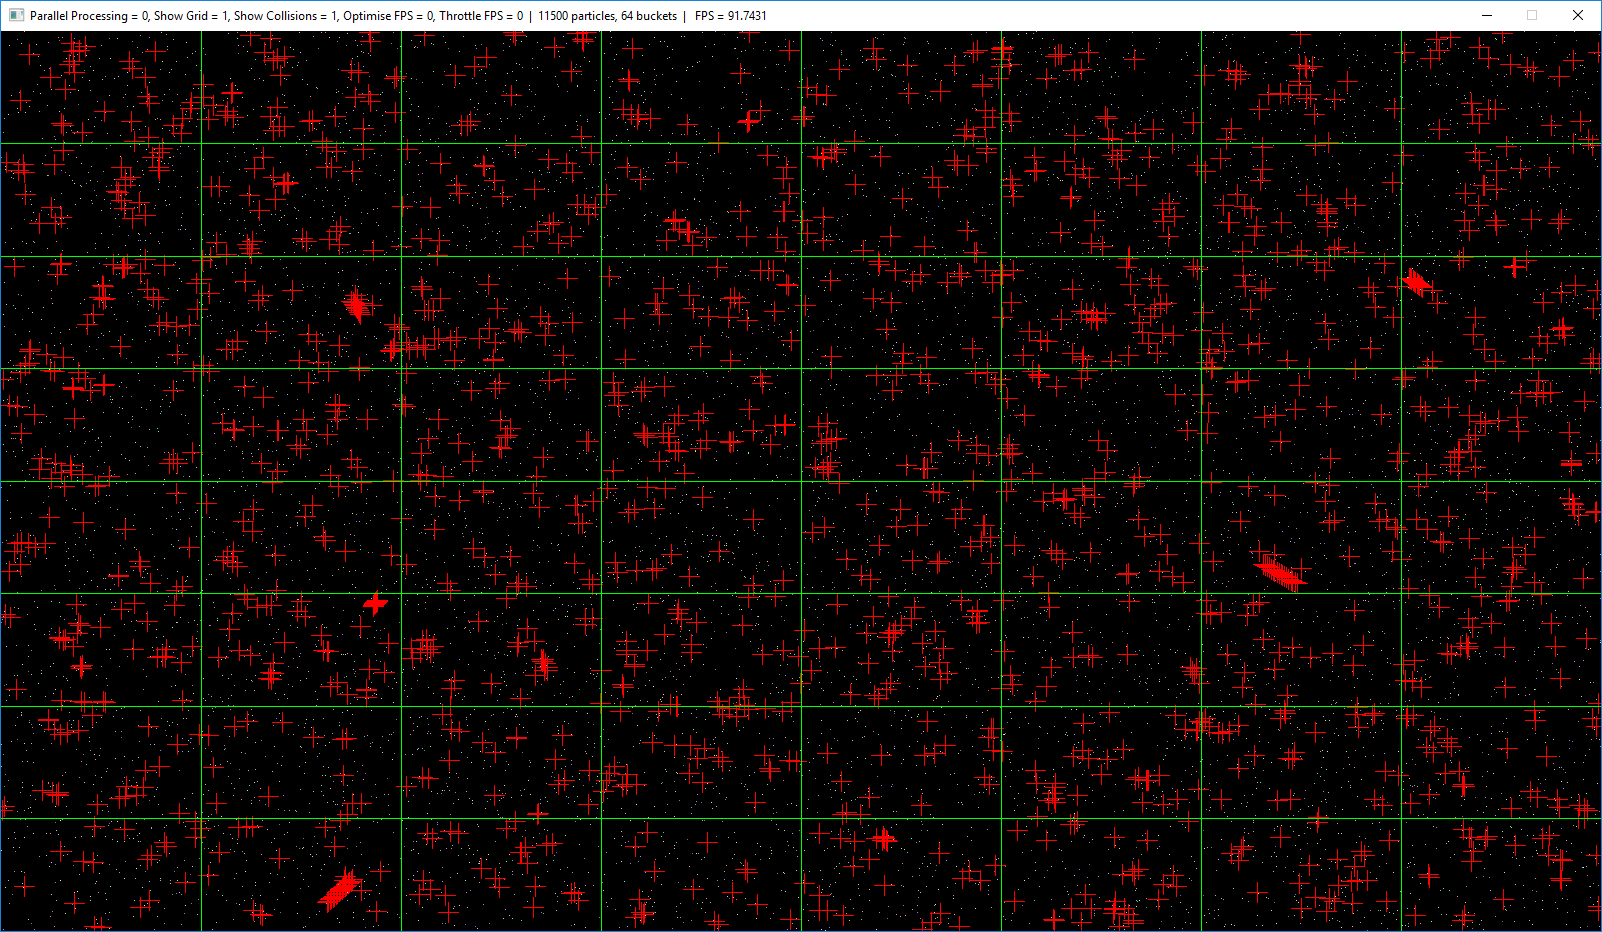 Parallel Processing = 0, Show Grid = 1, Show Collisions = 1, Optimise FPS = 0, Throttle FPS = 0 | 11500 particles, 64 buckets | FPS = 91.7431